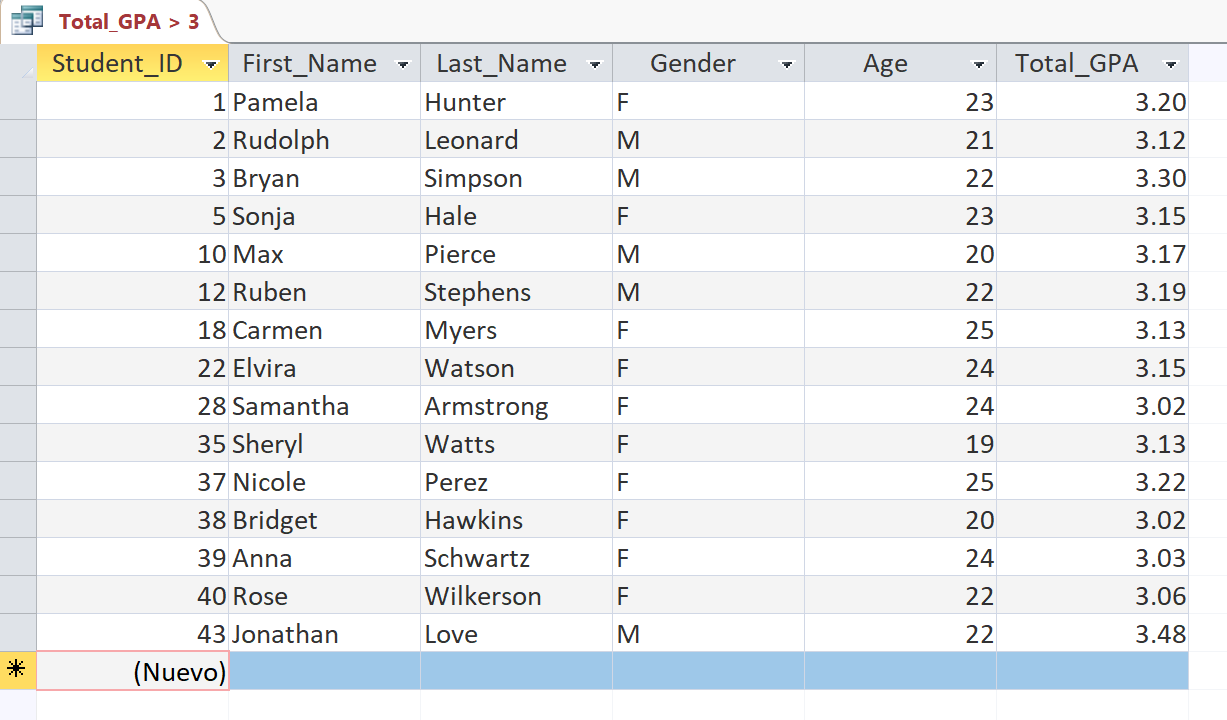 Total_GPA > 3
Student_ID First_Name Last_Name Gender Age Total_GPA
1 Pamela Hunter F 23 3.20
2 Rudolph Leonard M 21 3.12
3 Bryan Simpson M 22 3.30
5 Sonja Hale F 23 3.15
10 Max Pierce M 20 3.17
12 Ruben Stephens M 22 3.19
18 Carmen Myers F 25 3.13
22 Elvira Watson F 24 3.15
28 Samantha Armstrong F 24 3.02
35 Sheryl Watts F 19 3.13
37 Nicole Perez F 25 3.22
38 Bridget Hawkins F 20 3.02
39 Anna Schwartz F 24 3.03
40 Rose Wilkerson F 22 3.06
43 Jonathan Love M 22 3.48
(Nuevo)